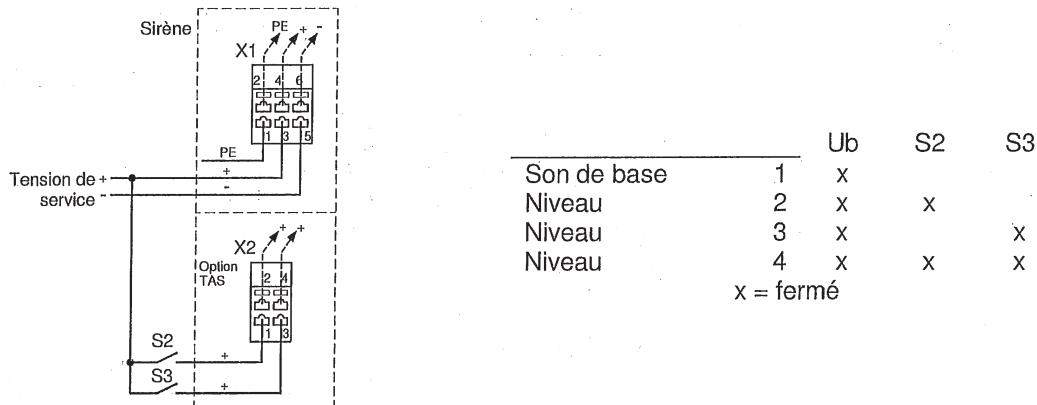 Sirène
PE + -
X1
2 4 6
1 3 5
PE
+
Tension de +
-
service -
X2
+ +
Option
TAS
2 4
1 3
S2
+
S3
+
Ub S2 S3
Son de base 1 x
Niveau 2 x x
Niveau 3 x x
Niveau 4 x x x
x = fermé